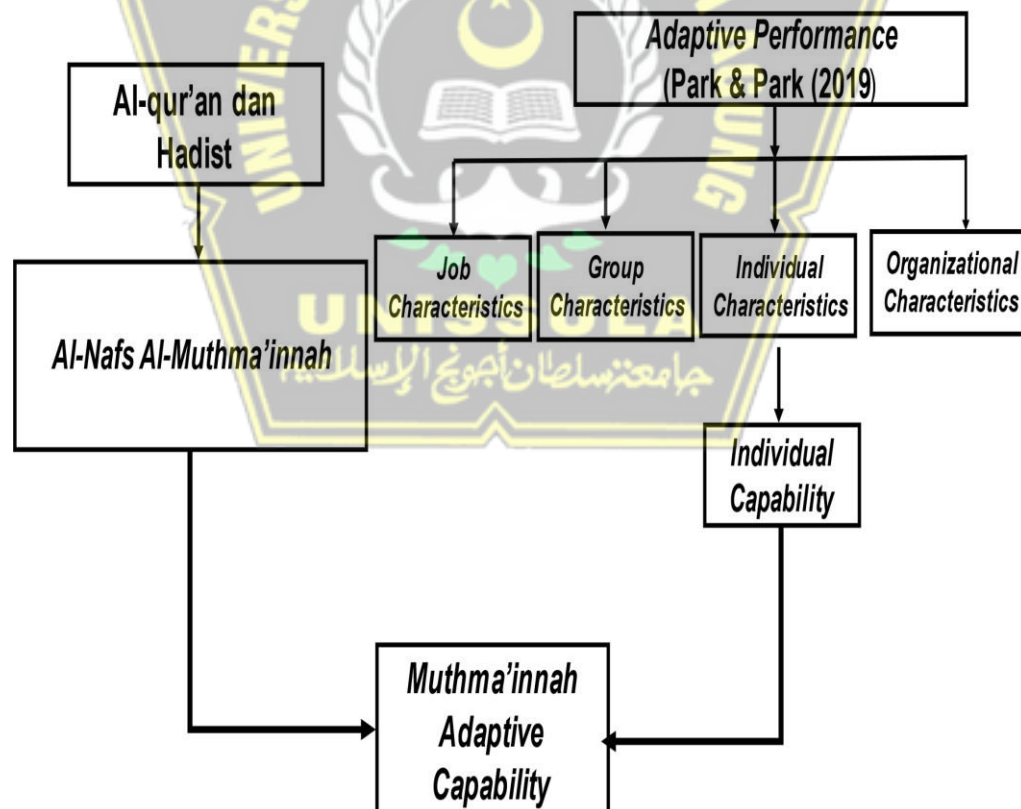 Adaptive Performance
(Park & Park (2019)
Al-qur'an dan
Hadist
Job
Characteristics
Group
Characteristics
Individual
Characteristics
Organizational
Characteristics
Al-Nafs Al-Muthma'innah
UNISSULA
جامعة سلطان أجونج الإسلامية
Individual
Capability
Muthma'innah
Adaptive
Capability